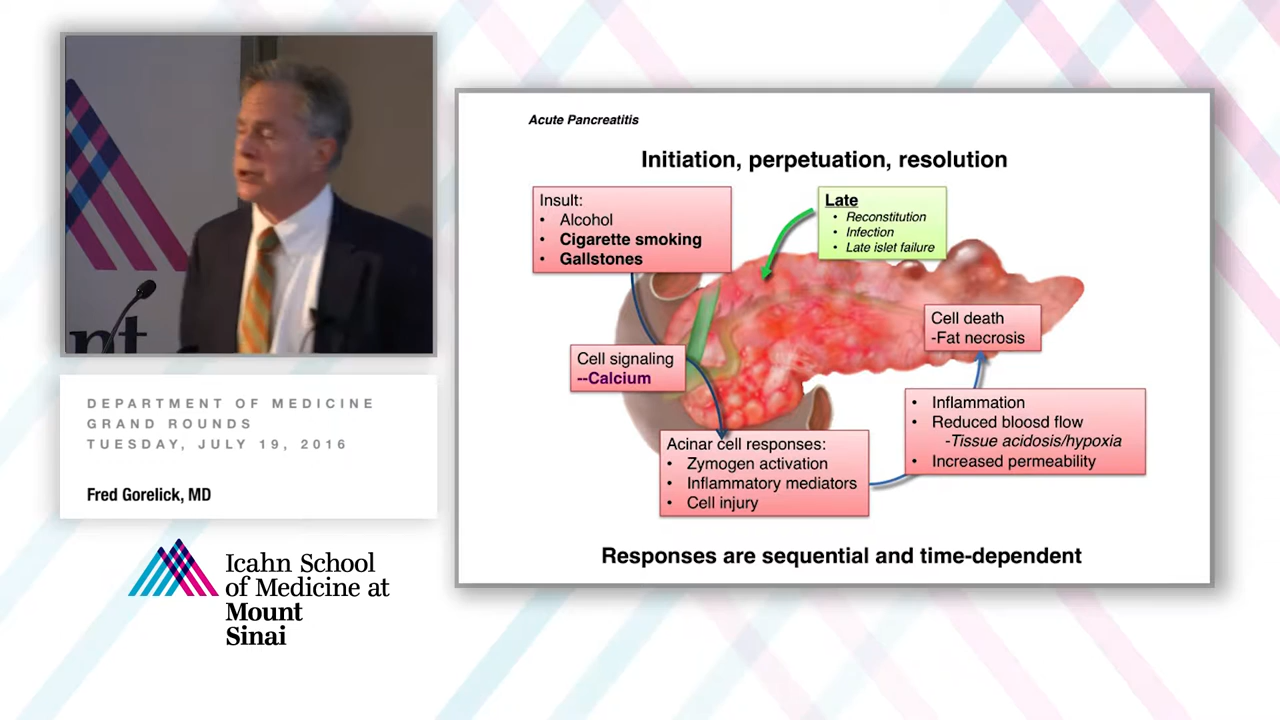 nt
DEPARTMENT OF MEDICINE
GRAND ROUNDS
TUESDAY, JULY 19, 2016
Fred Gorelick, MD
Icahn School
of Medicine at
Mount
Sinai
Acute Pancreatitis
Initiation, perpetuation, resolution
Insult:
• Alcohol
• Cigarette smoking
• Gallstones
Late
• Reconstitution
• Infection
• Late islet failure
Cell signaling
--Calcium
Acinar cell responses:
• Zymogen activation
• Inflammatory mediators
• Cell injury
• Inflammation
• Reduced bloosd flow
-Tissue acidosis/hypoxia
• Increased permeability
Cell death
-Fat necrosis
Responses are sequential and time-dependent